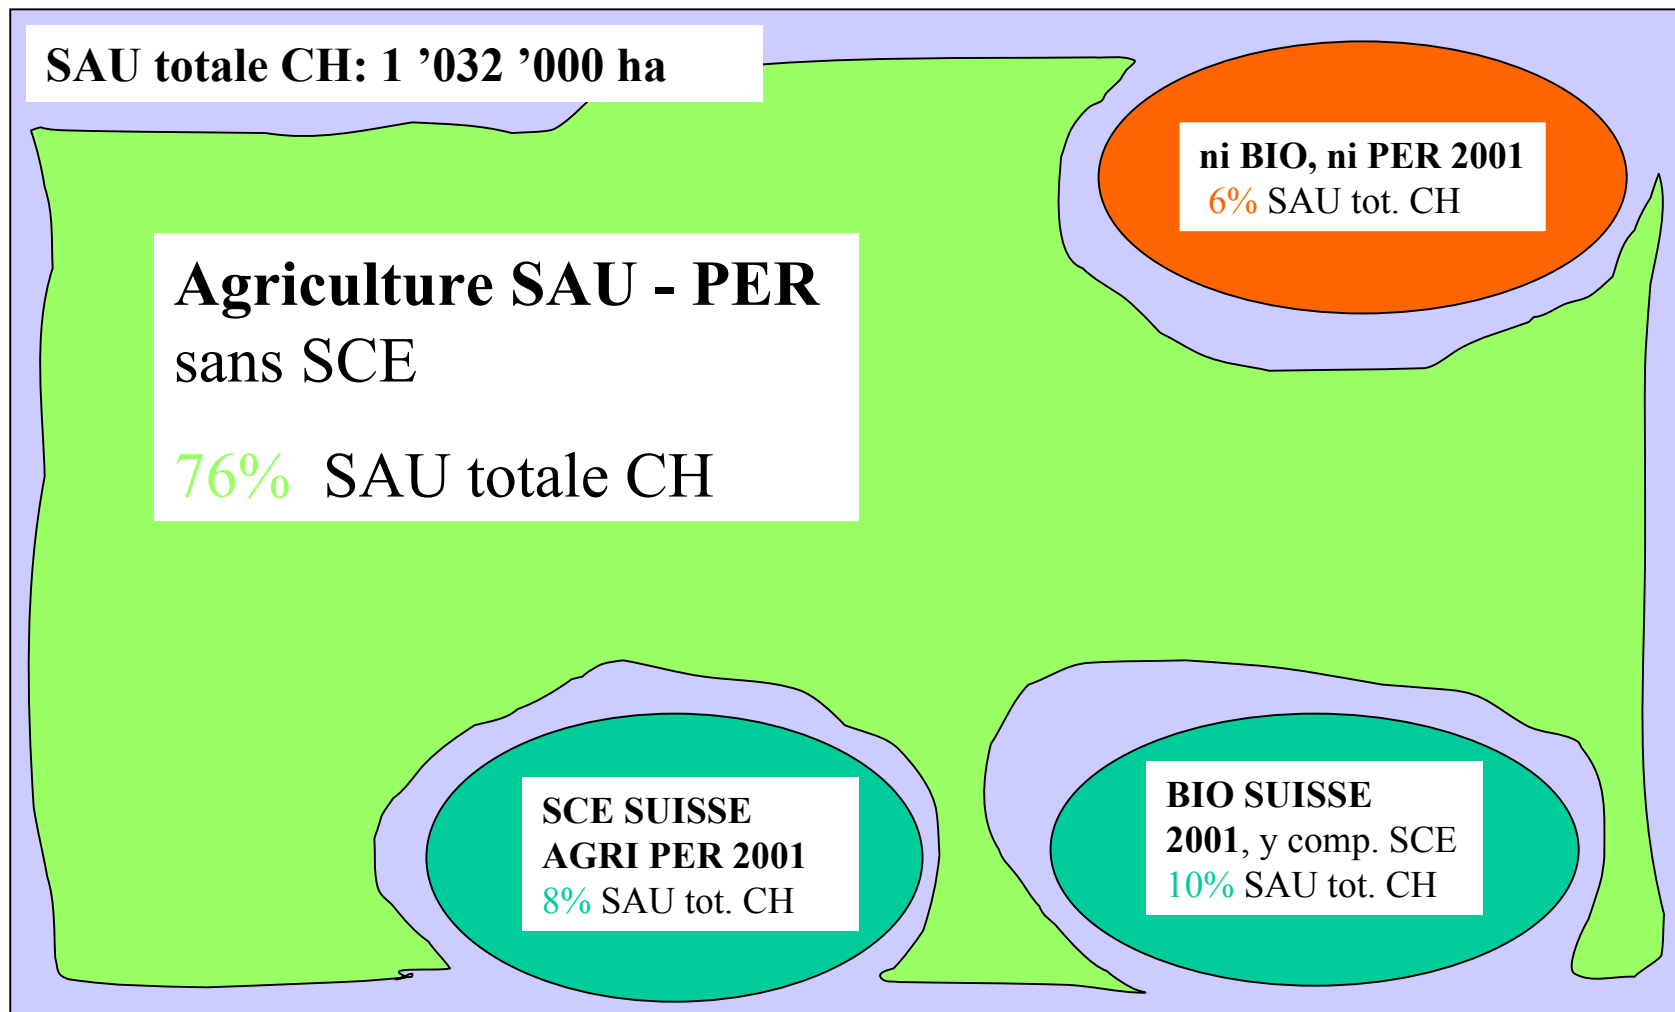 SAU totale CH: 1 ’032 ’000 ha
ni BIO, ni PER 2001
6% SAU tot. CH
Agriculture SAU - PER
sans SCE
76% SAU totale CH
SCE SUISSE
AGRI PER 2001
8% SAU tot. CH
BIO SUISSE
2001, y comp. SCE
10% SAU tot. CH